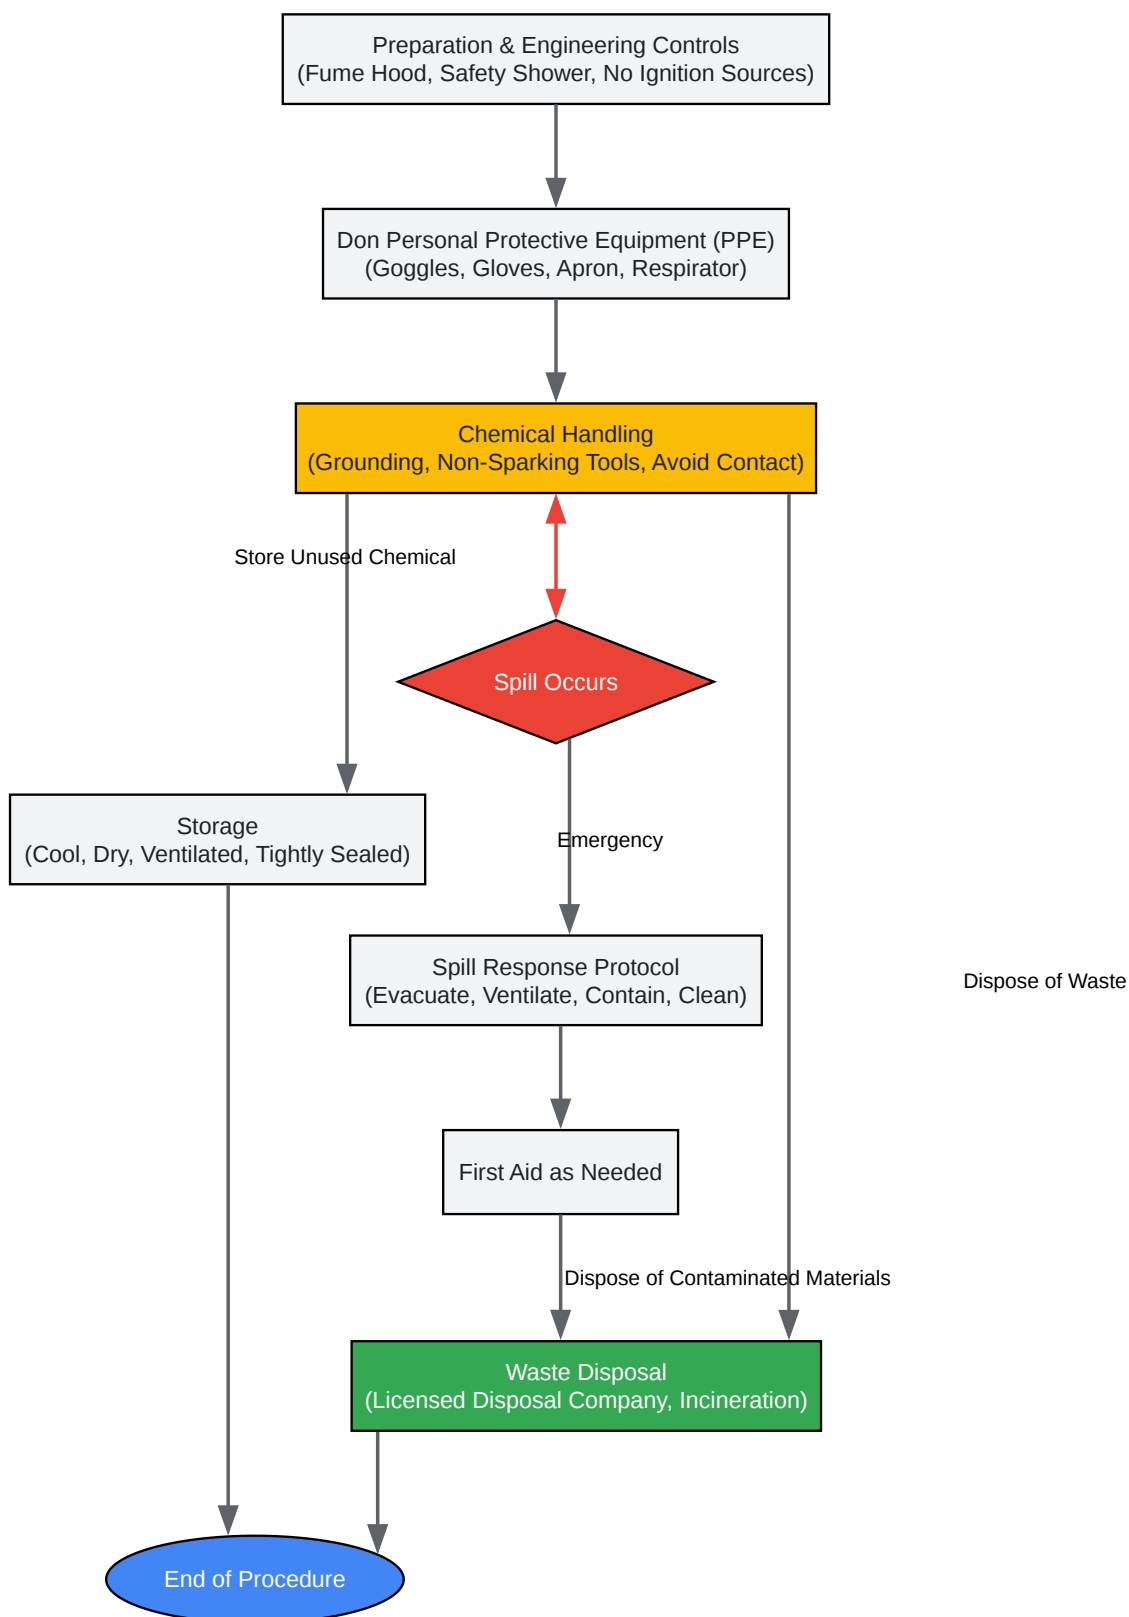 Preparation & Engineering Controls
(Fume Hood, Safety Shower, No Ignition Sources)
Don Personal Protective Equipment (PPE)
(Goggles, Gloves, Apron, Respirator)
Chemical Handling
(Grounding, Non-Sparking Tools, Avoid Contact)
Store Unused Chemical
Spill Occurs
Storage
(Cool, Dry, Ventilated, Tightly Sealed)
Emergency
Spill Response Protocol
(Evacuate, Ventilate, Contain, Clean)
Dispose of Waste
First Aid as Needed
Dispose of Contaminated Materials
Waste Disposal
(Licensed Disposal Company, Incineration)
End of Procedure